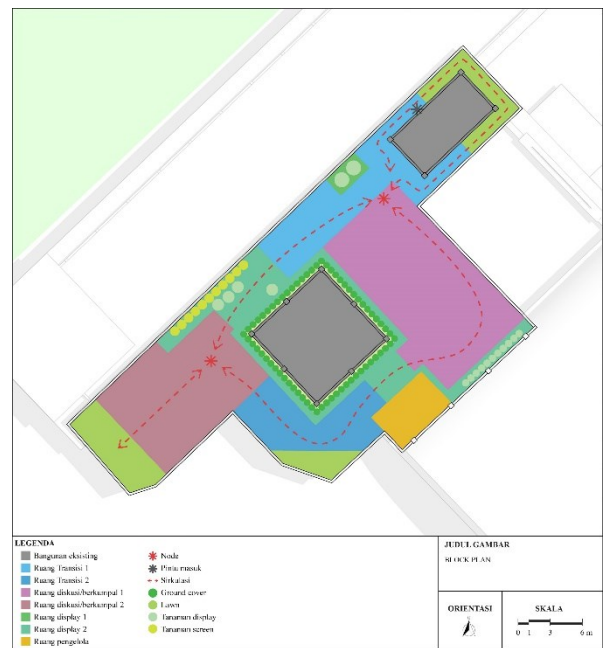 LEGENDA
Bangunan eksisting
Ruang Transisi 1
Ruang Transisi 2
Ruang diskusi/berkumpul 1
Ruang diskusi/berkumpul 2
Ruang display 1
Ruang display 2
Ruang pengelola
Node
Pintu masuk
Sirkulasi
Ground cover
Lawn
Tanaman display
Tanaman screen
JUDUL GAMBAR
BLOCK PLAN
ORIENTASI
SKALA
0 1 3 6 m